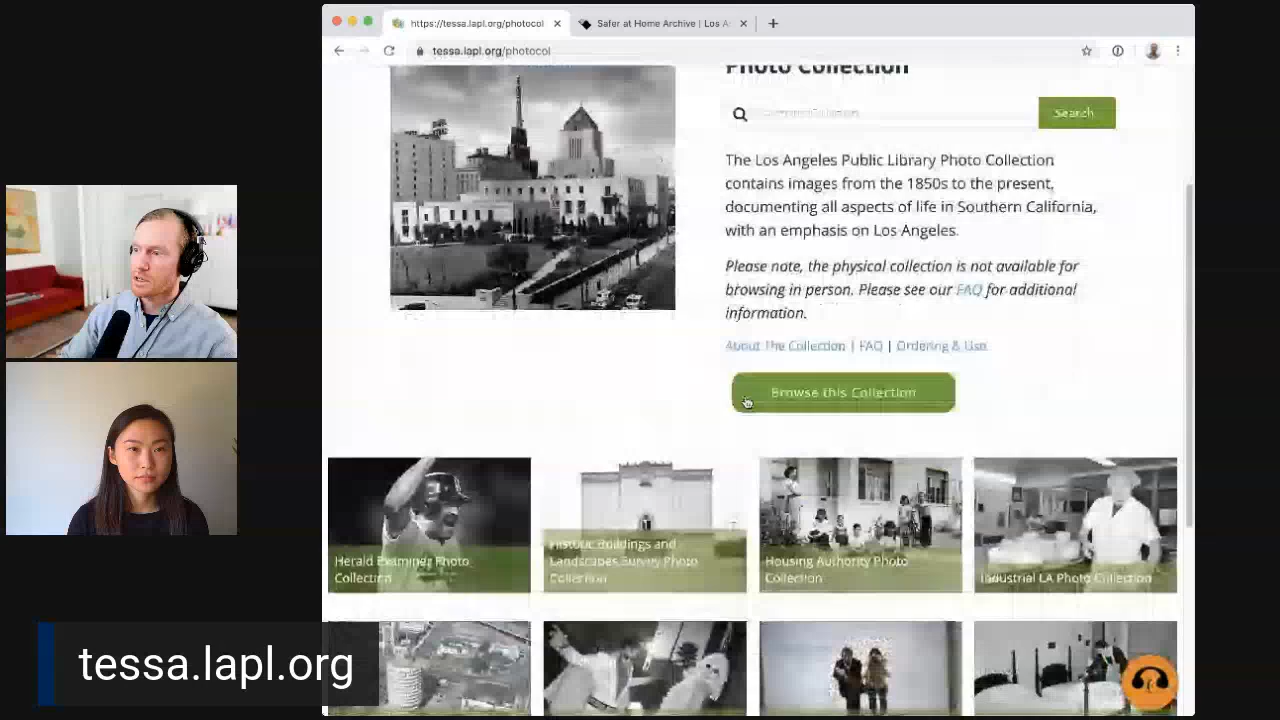 https://tessa.lapl.org/photocol
Safer at Home Archive | Los A
tessa.lapl.org/photocol
Photo Collection
Search
The Los Angeles Public Library Photo Collection
contains images from the 1850s to the present,
documenting all aspects of life in Southern California,
with an emphasis on Los Angeles.
Please note, the physical collection is not available for
browsing in person. Please see our FAQ for additional
information.
About The Collection | FAQ | Ordering & Use
Browse this Collection
Herald Examiner Photo
Collection
Historic Buildings and
Landscapes Survey Photo
Collection
Housing Authority Photo
Collection
Industrial LA Photo Collection
tessa.lapl.org